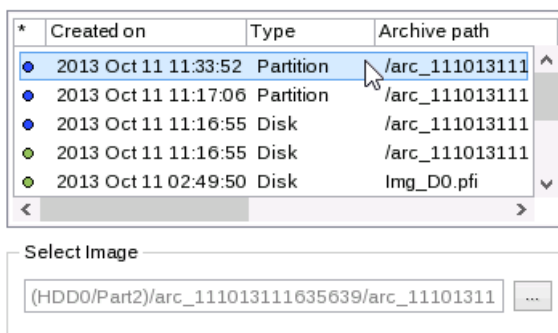 * Created on Type Archive path
2013 Oct 11 11:33:52 Partition /arc_111013111
2013 Oct 11 11:17:06 Partition /arc_111013111
2013 Oct 11 11:16:55 Disk /arc_111013111
2013 Oct 11 11:16:55 Disk /arc_111013111
2013 Oct 11 02:49:50 Disk Img_D0.pfi
Select Image
(HDD0/Part2)/arc_111013111635639/arc_11101311 ...